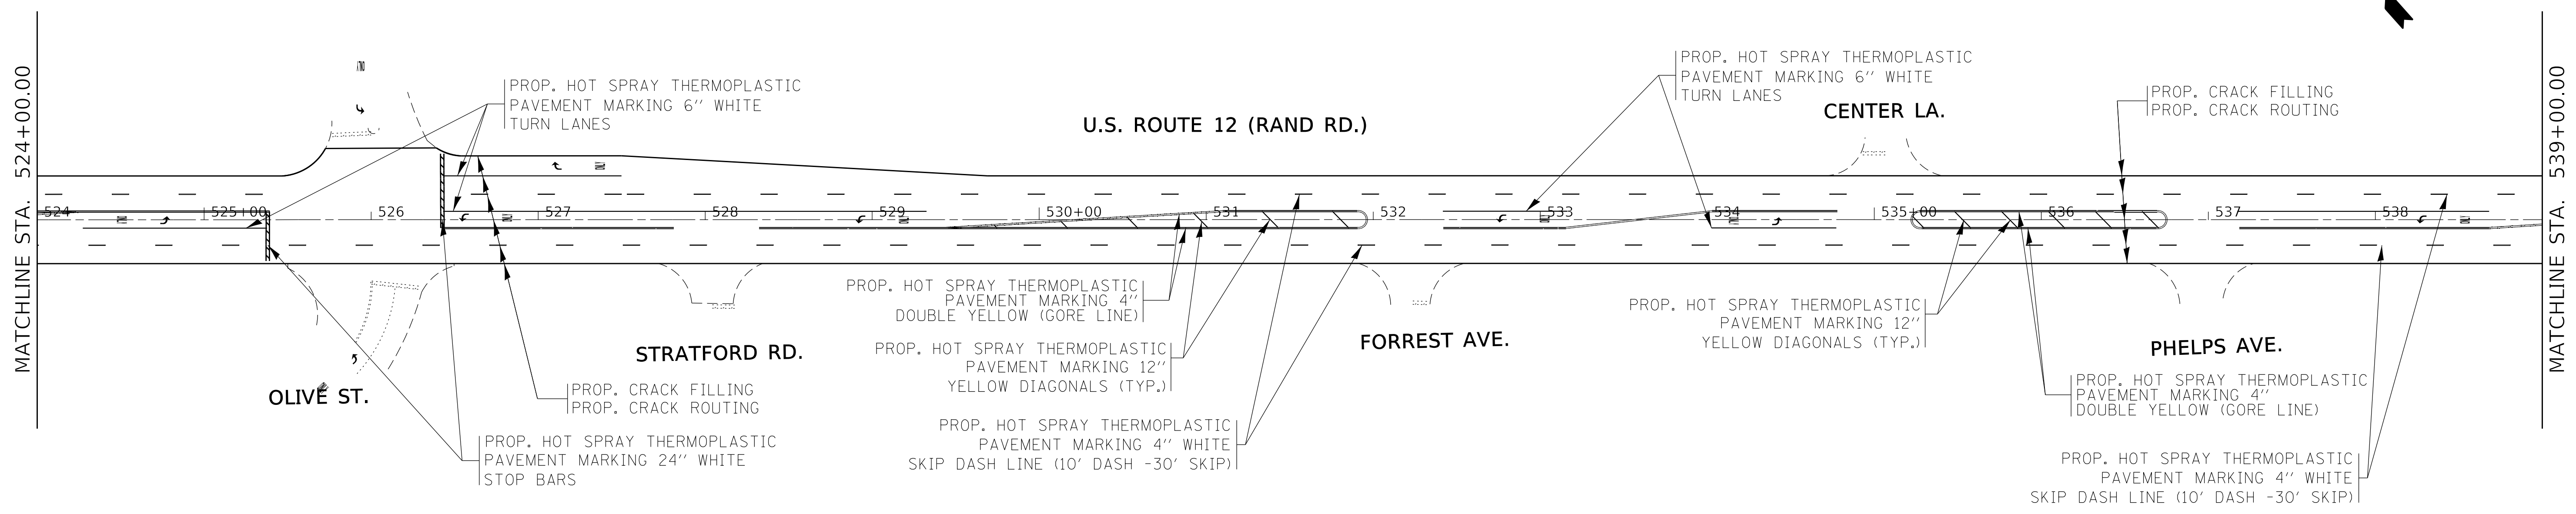 MATCHLINE STA. 524+00.00
PROP. HOT SPRAY THERMOPLASTIC
PAVEMENT MARKING 6" WHITE
TURN LANES
U.S. ROUTE 12 (RAND RD.)
PROP. HOT SPRAY THERMOPLASTIC
PAVEMENT MARKING 6" WHITE
TURN LANES
CENTER LA.
PROP. CRACK FILLING
PROP. CRACK ROUTING
MATCHLINE STA. 539+00.00
524
525+00
526
527
528
529
530+00
531
532
533
534
535+00
536
537
538
OLIVE ST.
STRATFORD RD.
PROP. CRACK FILLING
PROP. CRACK ROUTING
PROP. HOT SPRAY THERMOPLASTIC
PAVEMENT MARKING 24" WHITE
STOP BARS
PROP. HOT SPRAY THERMOPLASTIC
PAVEMENT MARKING 4"
DOUBLE YELLOW (GORE LINE)
PROP. HOT SPRAY THERMOPLASTIC
PAVEMENT MARKING 12"
YELLOW DIAGONALS (TYP.)
PROP. HOT SPRAY THERMOPLASTIC
PAVEMENT MARKING 4" WHITE
SKIP DASH LINE (10' DASH -30' SKIP)
FORREST AVE.
PROP. HOT SPRAY THERMOPLASTIC
PAVEMENT MARKING 12"
YELLOW DIAGONALS (TYP.)
PHELPS AVE.
PROP. HOT SPRAY THERMOPLASTIC
PAVEMENT MARKING 4"
DOUBLE YELLOW (GORE LINE)
PROP. HOT SPRAY THERMOPLASTIC
PAVEMENT MARKING 4" WHITE
SKIP DASH LINE (10' DASH -30' SKIP)